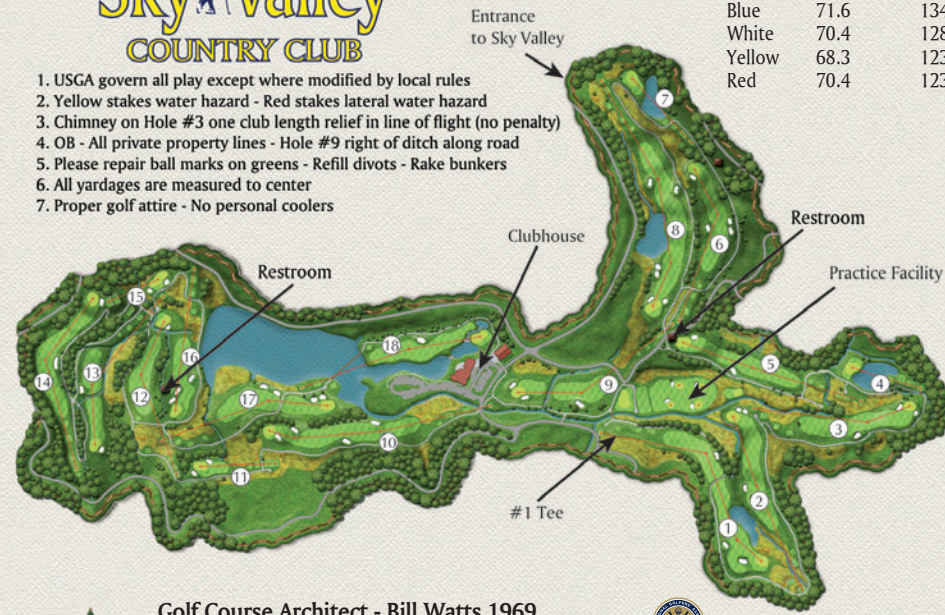 Sky Valley
COUNTRY CLUB
1. USGA govern all play except where modified by local rules
2. Yellow stakes water hazard - Red stakes lateral water hazard
3. Chimney on Hole #3 one club length relief in line of flight (no penalty)
4. OB - All private property lines - Hole #9 right of ditch along road
5. Please repair ball marks on greens - Refill divots - Rake bunkers
6. All yardages are measured to center
7. Proper golf attire - No personal coolers
Blue 71.6 134
White 70.4 128
Yellow 68.3 123
Red 70.4 123
Entrance
to Sky Valley
7
8
6
Restroom
Clubhouse
Practice Facility
Restroom
15
14
13
12
16
17
18
9
5
4
3
10
11
#1 Tee
2
1
Golf Course Architect - Bill Watts 1969